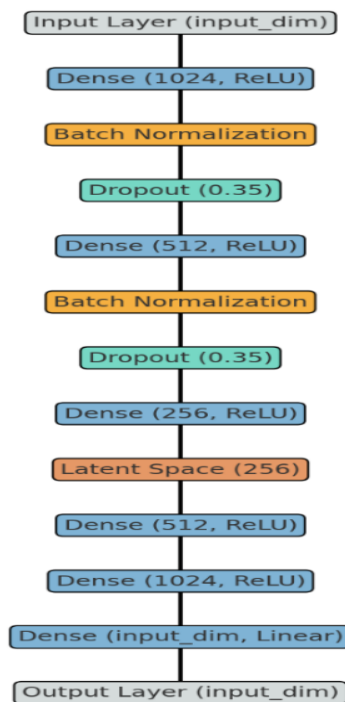 Input Layer (input_dim)
Dense (1024, ReLU)
Batch Normalization
Dropout (0.35)
Dense (512, ReLU)
Batch Normalization
Dropout (0.35)
Dense (256, ReLU)
Latent Space (256)
Dense (512, ReLU)
Dense (1024, ReLU)
Dense (input_dim, Linear)
Output Layer (input_dim)